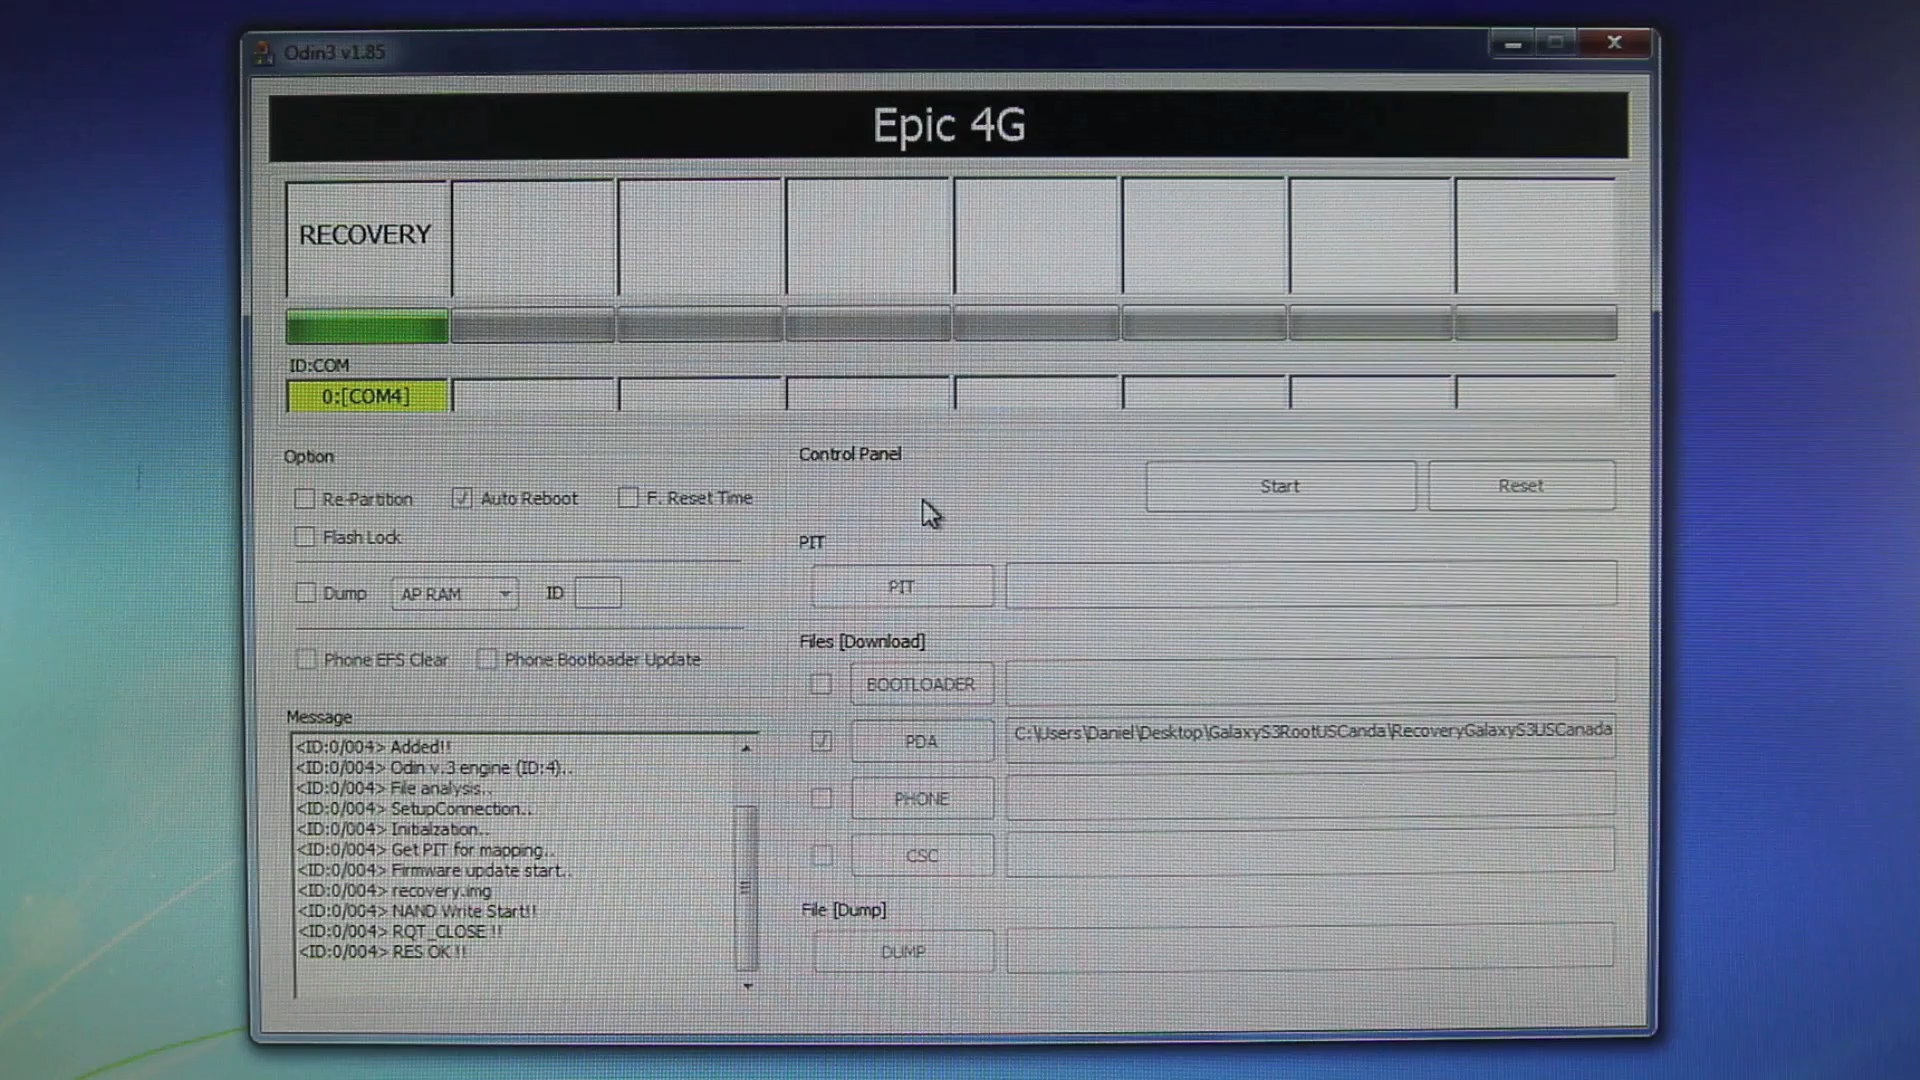 Odin3 v1.85
Epic 4G
RECOVERY
ID:COM
0:[COM4]
Option
Re-Partition
Auto Reboot
F. Reset Time
Flash Lock
Dump
AP RAM
ID
Phone EFS Clear
Phone Bootloader Update
Message
<ID:0/004> Added!!
<ID:0/004> Odin v.3 engine (ID:4)..
<ID:0/004> File analysis..
<ID:0/004> SetupConnection..
<ID:0/004> Initialzation..
<ID:0/004> Get PIT for mapping..
<ID:0/004> Firmware update start..
<ID:0/004> recovery.img
<ID:0/004> NAND Write Start!!
<ID:0/004> RQT_CLOSE !!
<ID:0/004> RES OK !!
Control Panel
Start
Reset
PIT
PIT
Files [Download]
BOOTLOADER
PDA
C:\Users\Daniel\Desktop\GalaxyS3RootUSCanda\RecoveryGalaxyS3USCanada
PHONE
CSC
File [Dump]
DUMP